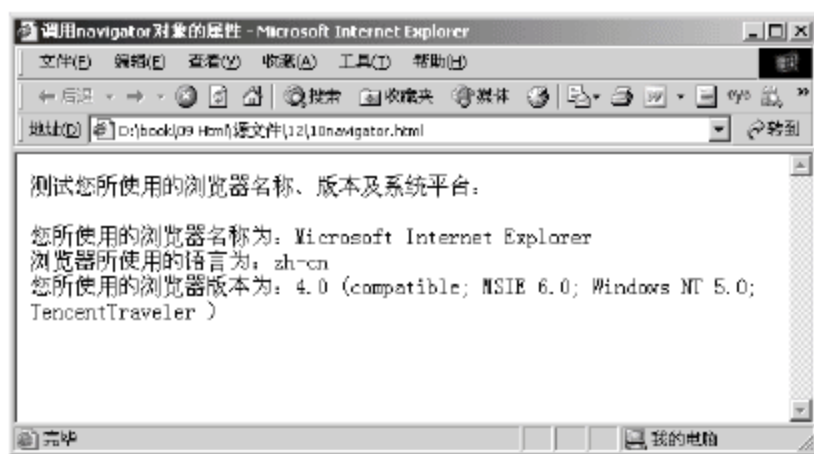 调用navigator对象的属性 - Microsoft Internet Explorer
文件(F) 编辑(E) 查看(V) 收藏(A) 工具(T) 帮助(H)
后退 搜索 收藏夹 媒体 »
地址(D) D:\book\09 Html\源文件\12\10navigator.html 转到
测试您所使用的浏览器名称、版本及系统平台：
您所使用的浏览器名称为：Microsoft Internet Explorer
浏览器所使用的语言为：zh-cn
您所使用的浏览器版本为：4.0 (compatible; MSIE 6.0; Windows NT 5.0;
TencentTraveler )
完毕 我的电脑